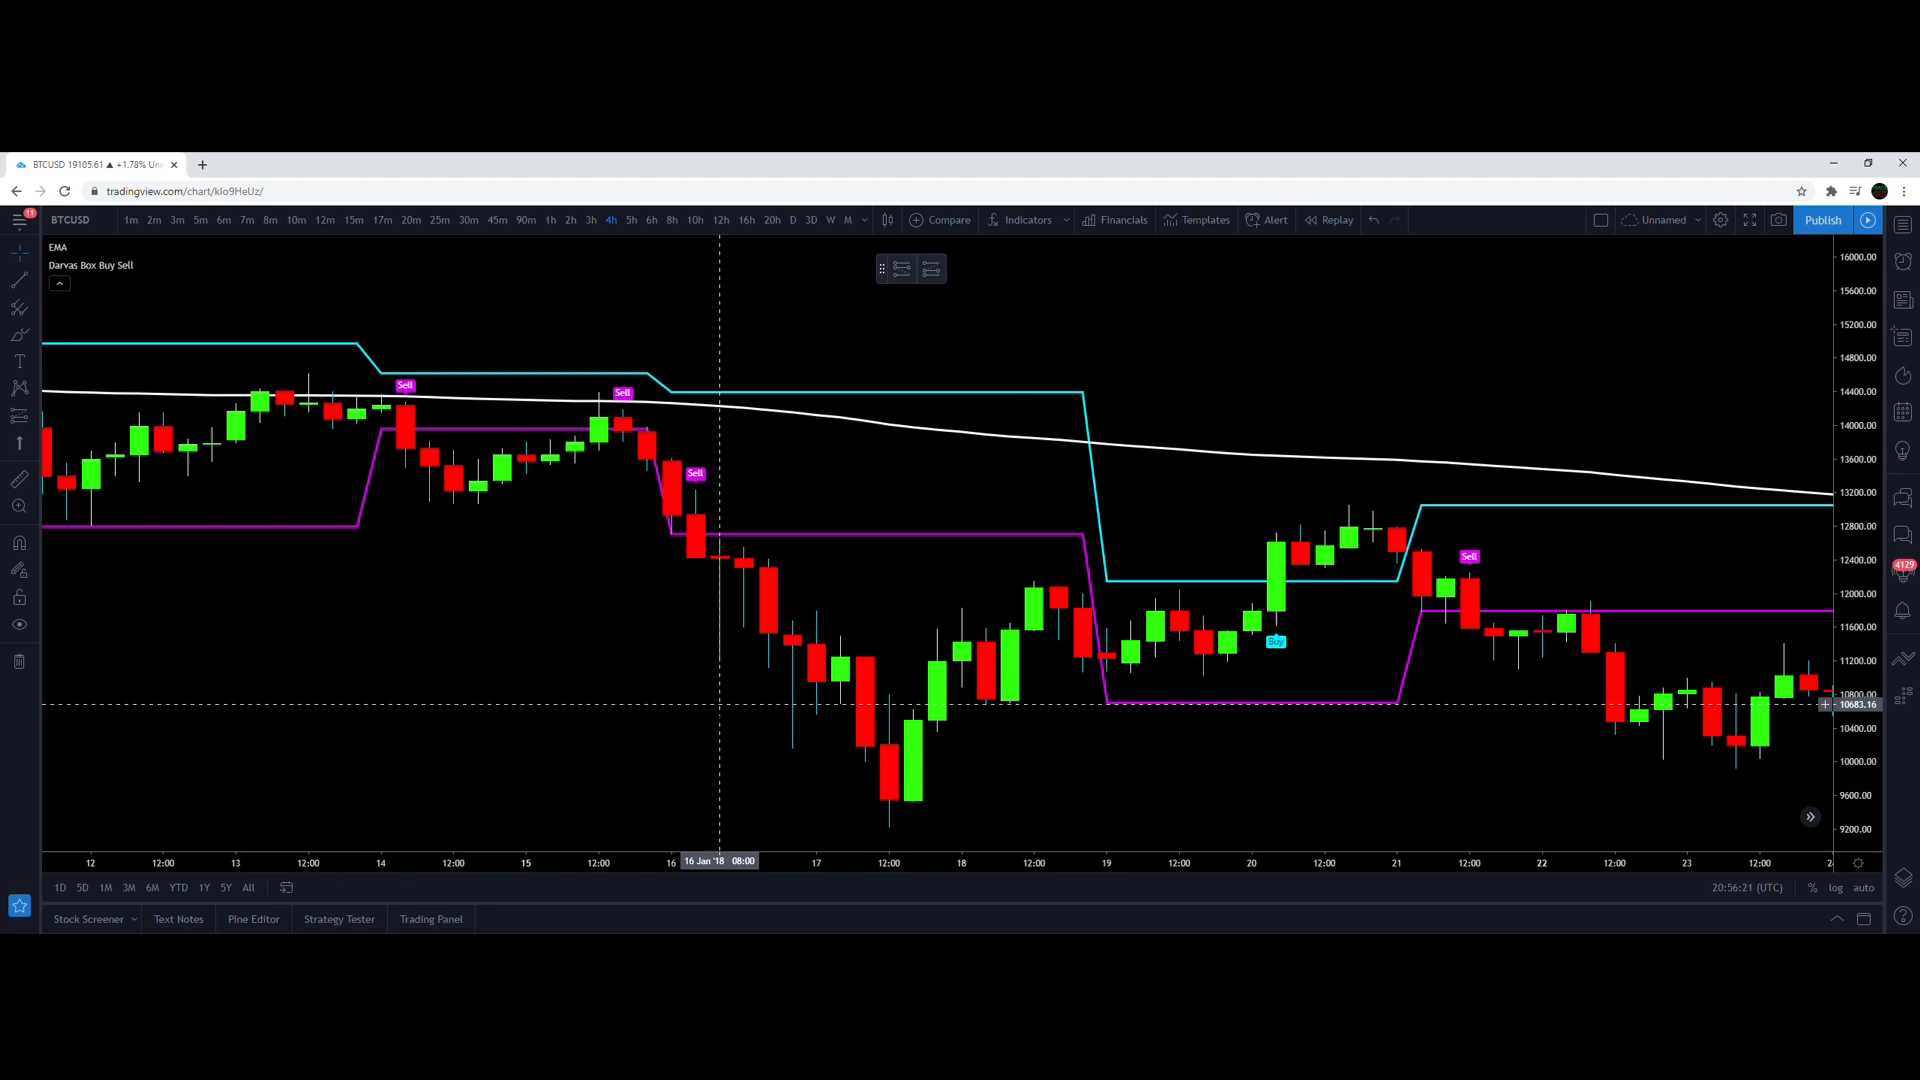 BTCUSD 19105.61 ▲ +1.78% Un
tradingview.com/chart/klo9HeUz/
11
BTCUSD 1m 2m 3m 5m 6m 7m 8m 10m 12m 15m 17m 20m 25m 30m 45m 90m 1h 2h 3h 4h 5h 6h 8h 10h 12h 16h 20h D 3D W M Compare Indicators Financials Templates Alert Replay Unnamed Publish
EMA
Darvas Box Buy Sell
16000.00
15600.00
15200.00
14800.00
Sell
Sell
14400.00
14000.00
13600.00
Sell
13200.00
12800.00
Sell
12400.00
4129
12000.00
11600.00
Buy
11200.00
10800.00
10683.16
10400.00
10000.00
9600.00
9200.00
12 12:00 13 12:00 14 12:00 15 12:00 16 16 Jan '18 08:00 17 12:00 18 12:00 19 12:00 20 12:00 21 12:00 22 12:00 23 12:00
1D 5D 1M 3M 6M YTD 1Y 5Y All 20:56:21 (UTC) % log auto
Stock Screener Text Notes Pine Editor Strategy Tester Trading Panel